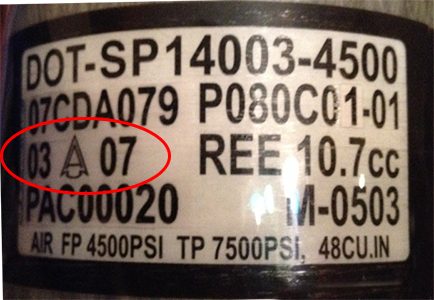 DOT-SP14003-4500
07CDA079 P080C01-01
03 A 07 REE 10.7cc
PAC00020 M-0503
AIR FP 4500PSI TP 7500PSI, 48CU.IN